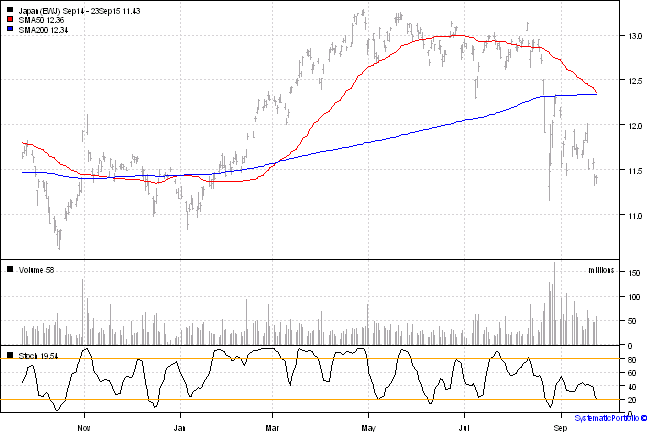 Japan (EWJ) Sep14 - 23Sep15 11.43
SMA50 12.36
SMA200 12.34
13.0
12.5
12.0
11.5
11.0
Volume 58
millions
150
100
50
0
Stoch 19.54
80
60
40
20
0
Nov
Jan
Mar
May
Jul
Sep
SystematicPortfolio ©